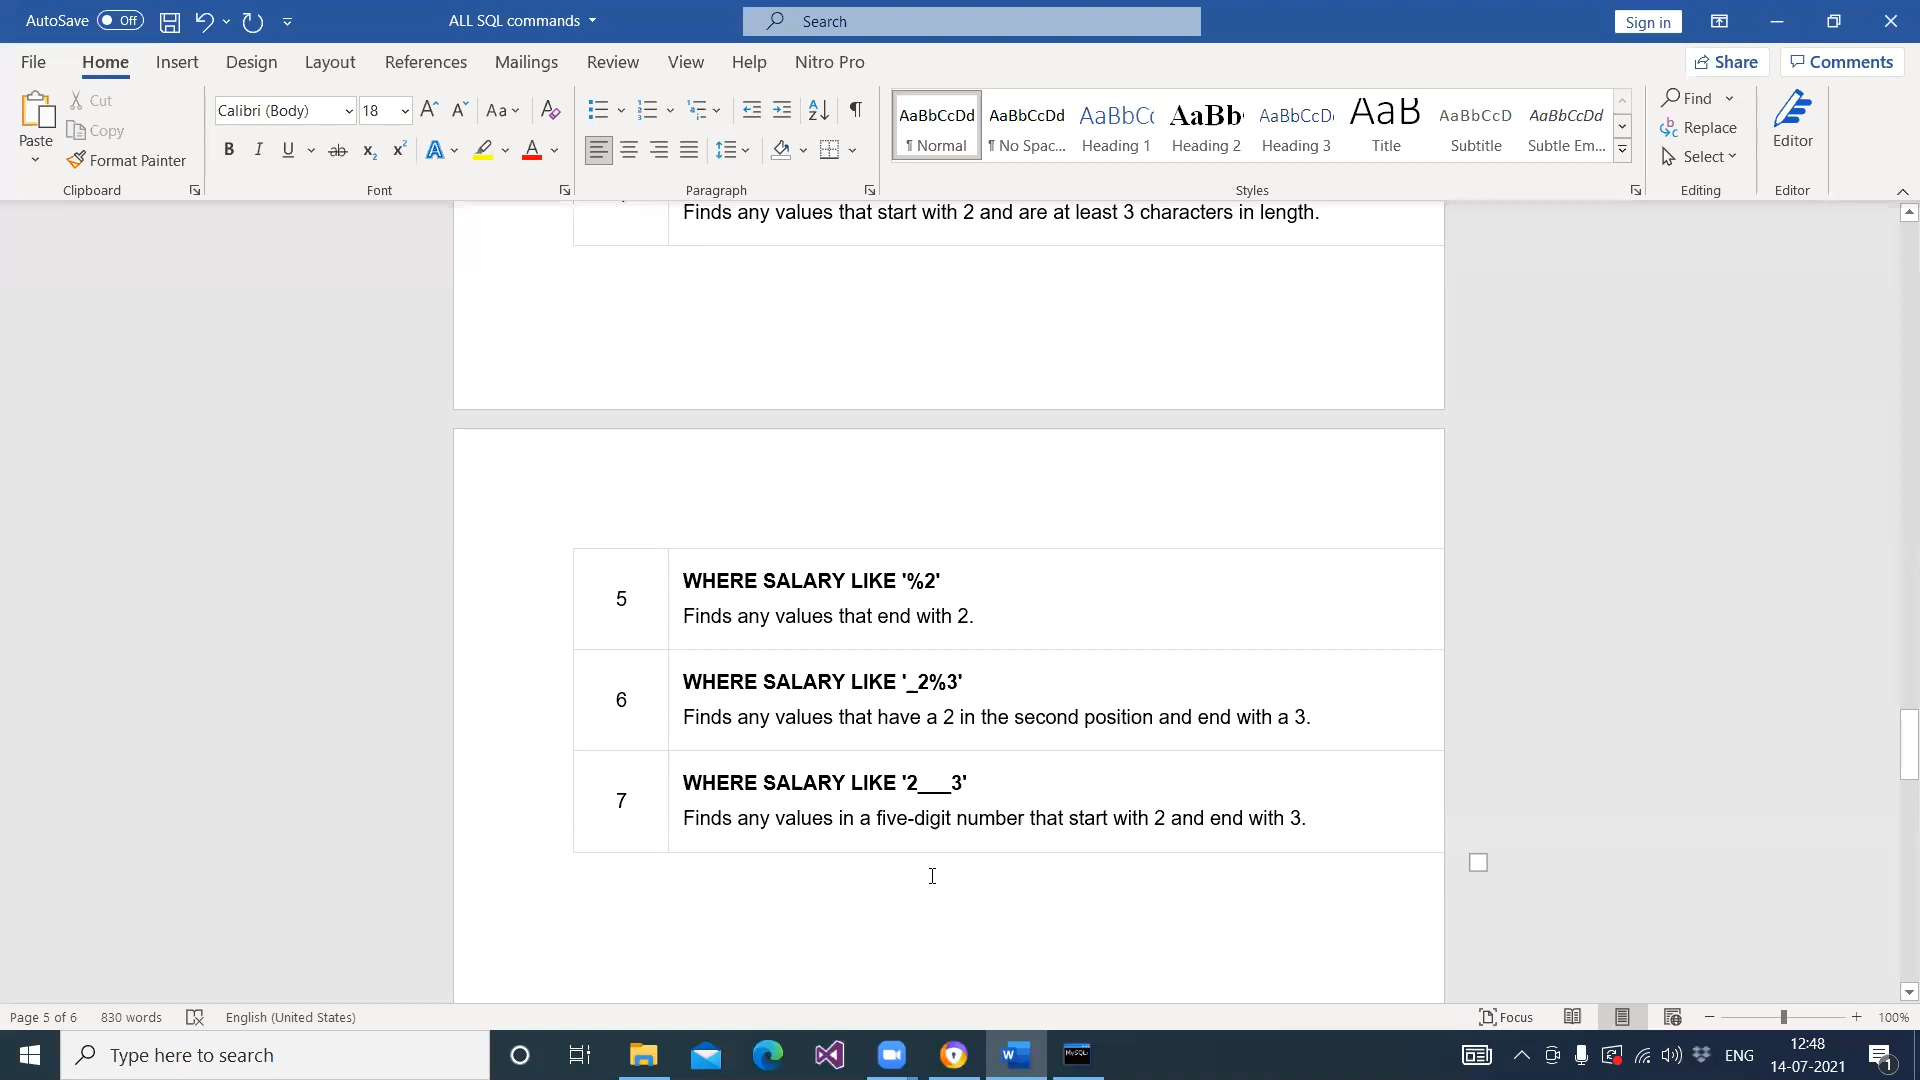 AutoSave Off ALL SQL commands Search Sign in
File Home Insert Design Layout References Mailings Review View Help Nitro Pro Share Comments
Paste Cut Copy Format Painter Clipboard
Calibri (Body) 18 Aa
B I U ab x₂ x² A A
Font
Paragraph
AaBbCcDd AaBbCcDd AaBbCc AaBb AaBbCcD AaB AaBbCcD AaBbCcDd
¶ Normal ¶ No Spac... Heading 1 Heading 2 Heading 3 Title Subtitle Subtle Em...
Styles
Find Replace Select Editing
Editor
Editor
Finds any values that start with 2 and are at least 3 characters in length.
5
WHERE SALARY LIKE '%2'
Finds any values that end with 2.
6
WHERE SALARY LIKE '_2%3'
Finds any values that have a 2 in the second position and end with a 3.
7
WHERE SALARY LIKE '2___3'
Finds any values in a five-digit number that start with 2 and end with 3.
Page 5 of 6 830 words English (United States) Focus 100%
Type here to search W MySQL ENG 12:48
14-07-2021 1